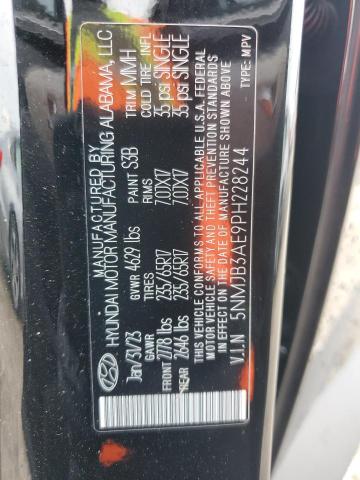 MANUFACTURED BY
HYUNDAI MOTOR MANUFACTURING ALABAMA, LLC
Jan/31/23 GVWR 4629 lbs PAINT S3B TRIM MMH
GAWR TIRES RIMS COLD TIRE INFL
FRONT 2778 lbs 235/65R17 7.0JX17 35 psi SINGLE
REAR 2646 lbs 235/65R17 7.0JX17 35 psi SINGLE
THIS VEHICLE CONFORMS TO ALL APPLICABLE U.S.A. FEDERAL
MOTOR VEHICLE SAFETY AND THEFT PREVENTION STANDARDS
IN EFFECT ON THE DATE OF MANUFACTURE SHOWN ABOVE
V.I.N 5NMJB3AE9PH228244 TYPE: MPV